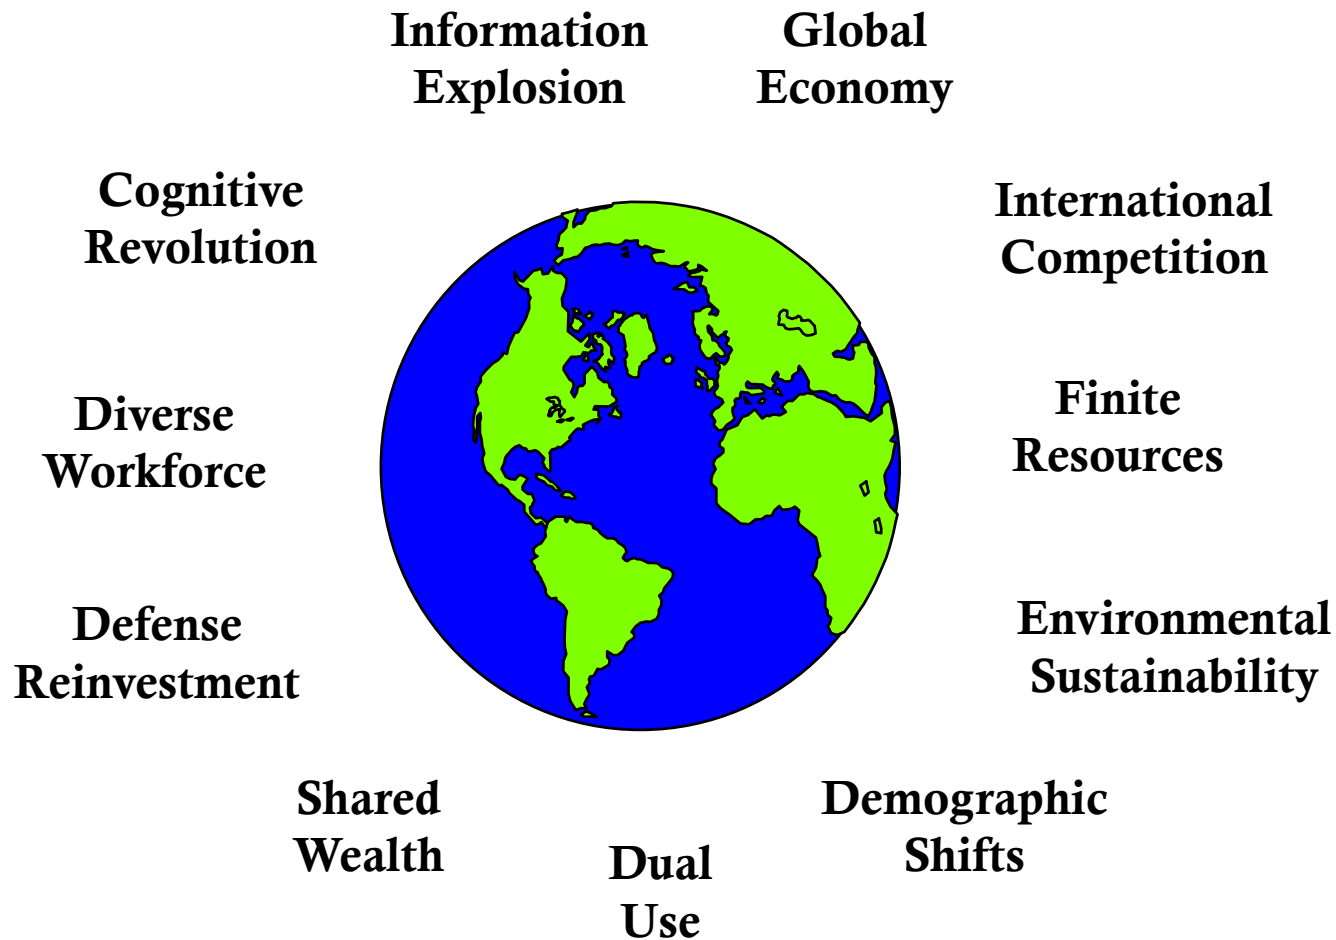 Information
Explosion
Global
Economy
Cognitive
Revolution
International
Competition
Diverse
Workforce
Finite
Resources
Defense
Reinvestment
Environmental
Sustainability
Shared
Wealth
Dual
Use
Demographic
Shifts